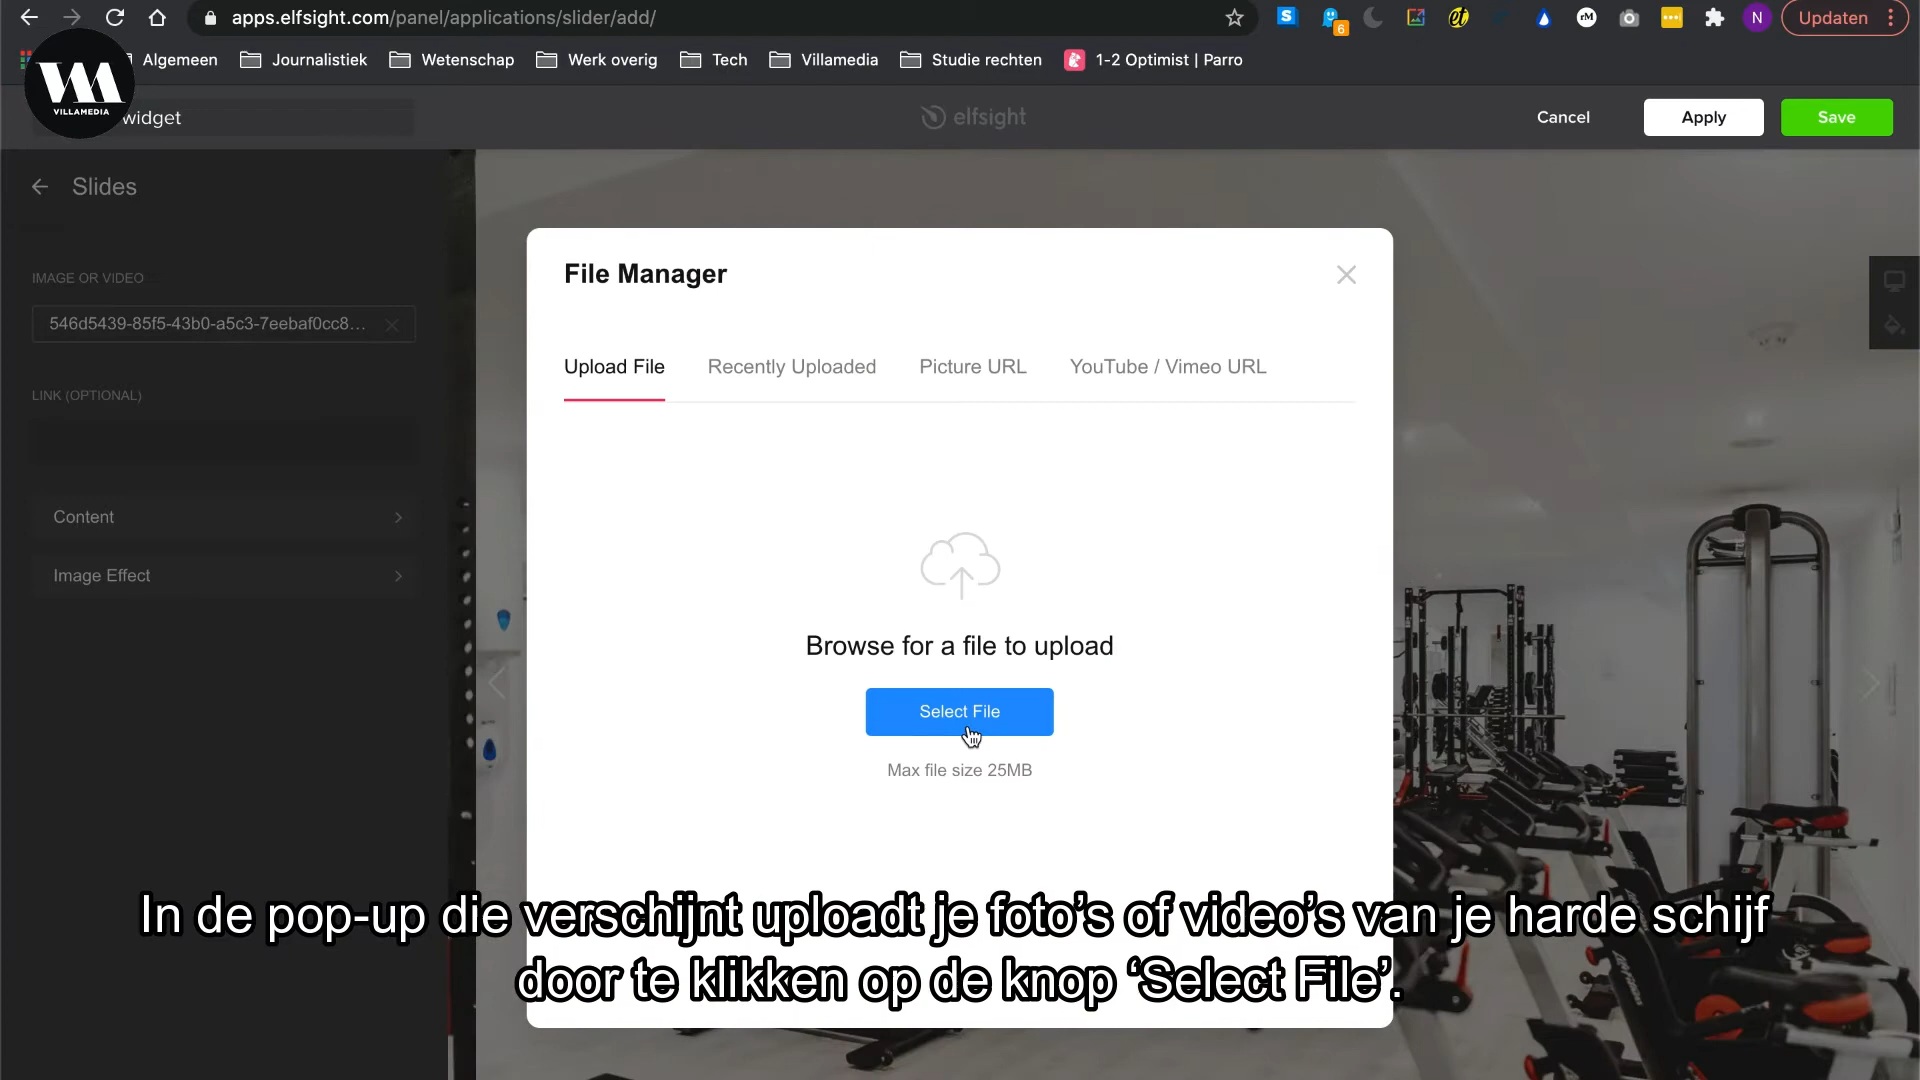 apps.elfsight.com/panel/applications/slider/add/
S
6
et
rM
N
Updaten
Algemeen
Journalistiek
Wetenschap
Werk overig
Tech
Villamedia
Studie rechten
1-2 Optimist | Parro
VM
VILLAMEDIA
widget
elfsight
Cancel
Apply
Save
Slides
IMAGE OR VIDEO
546d5439-85f5-43b0-a5c3-7eebaf0cc8...
LINK (OPTIONAL)
Content
Image Effect
File Manager
Upload File
Recently Uploaded
Picture URL
YouTube / Vimeo URL
Browse for a file to upload
Select File
Max file size 25MB
In de pop-up die verschijnt uploadt je foto’s of video’s van je harde schijf
door te klikken op de knop ‘Select File’.